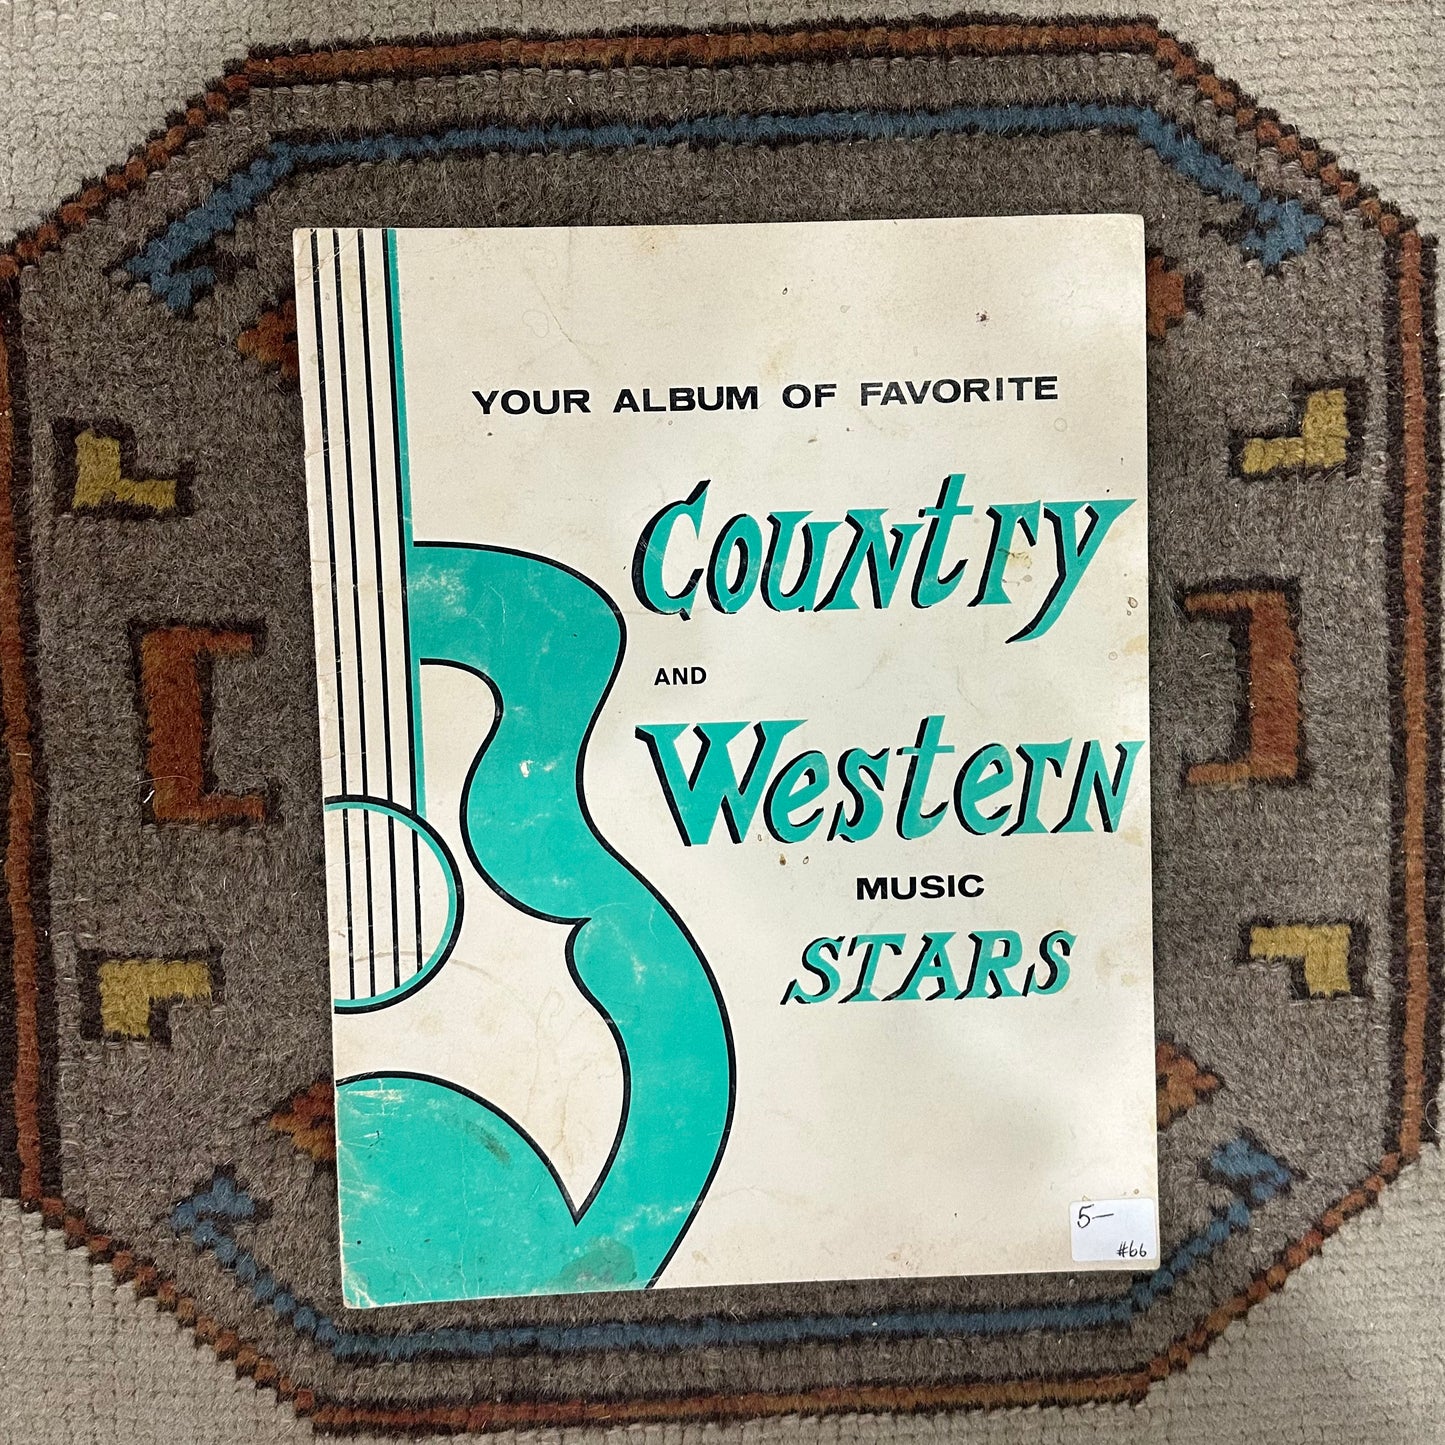 YOUR ALBUM OF FAVORITE
Country
AND
Western
MUSIC
STARS
5—
#66